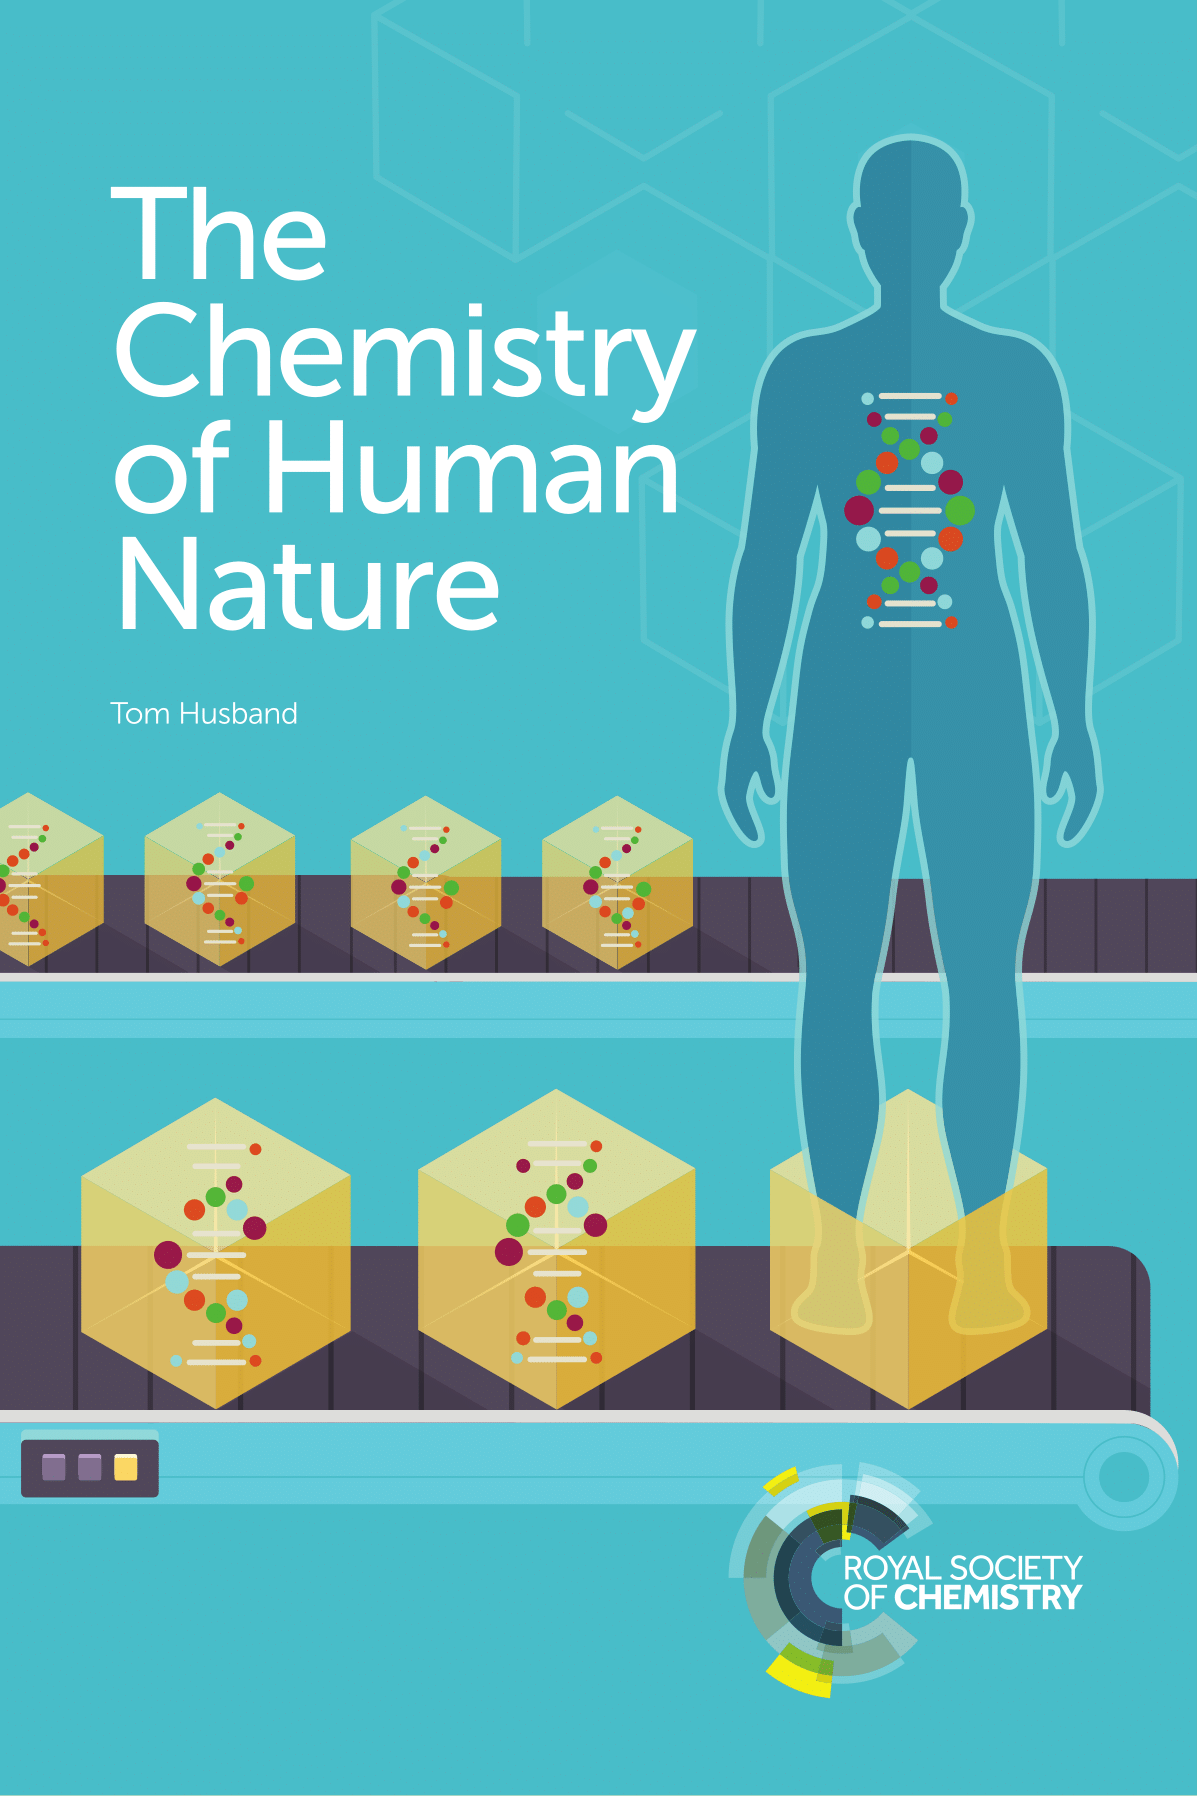 The
Chemistry
of Human
Nature
Tom Husband
ROYAL SOCIETY
OF CHEMISTRY